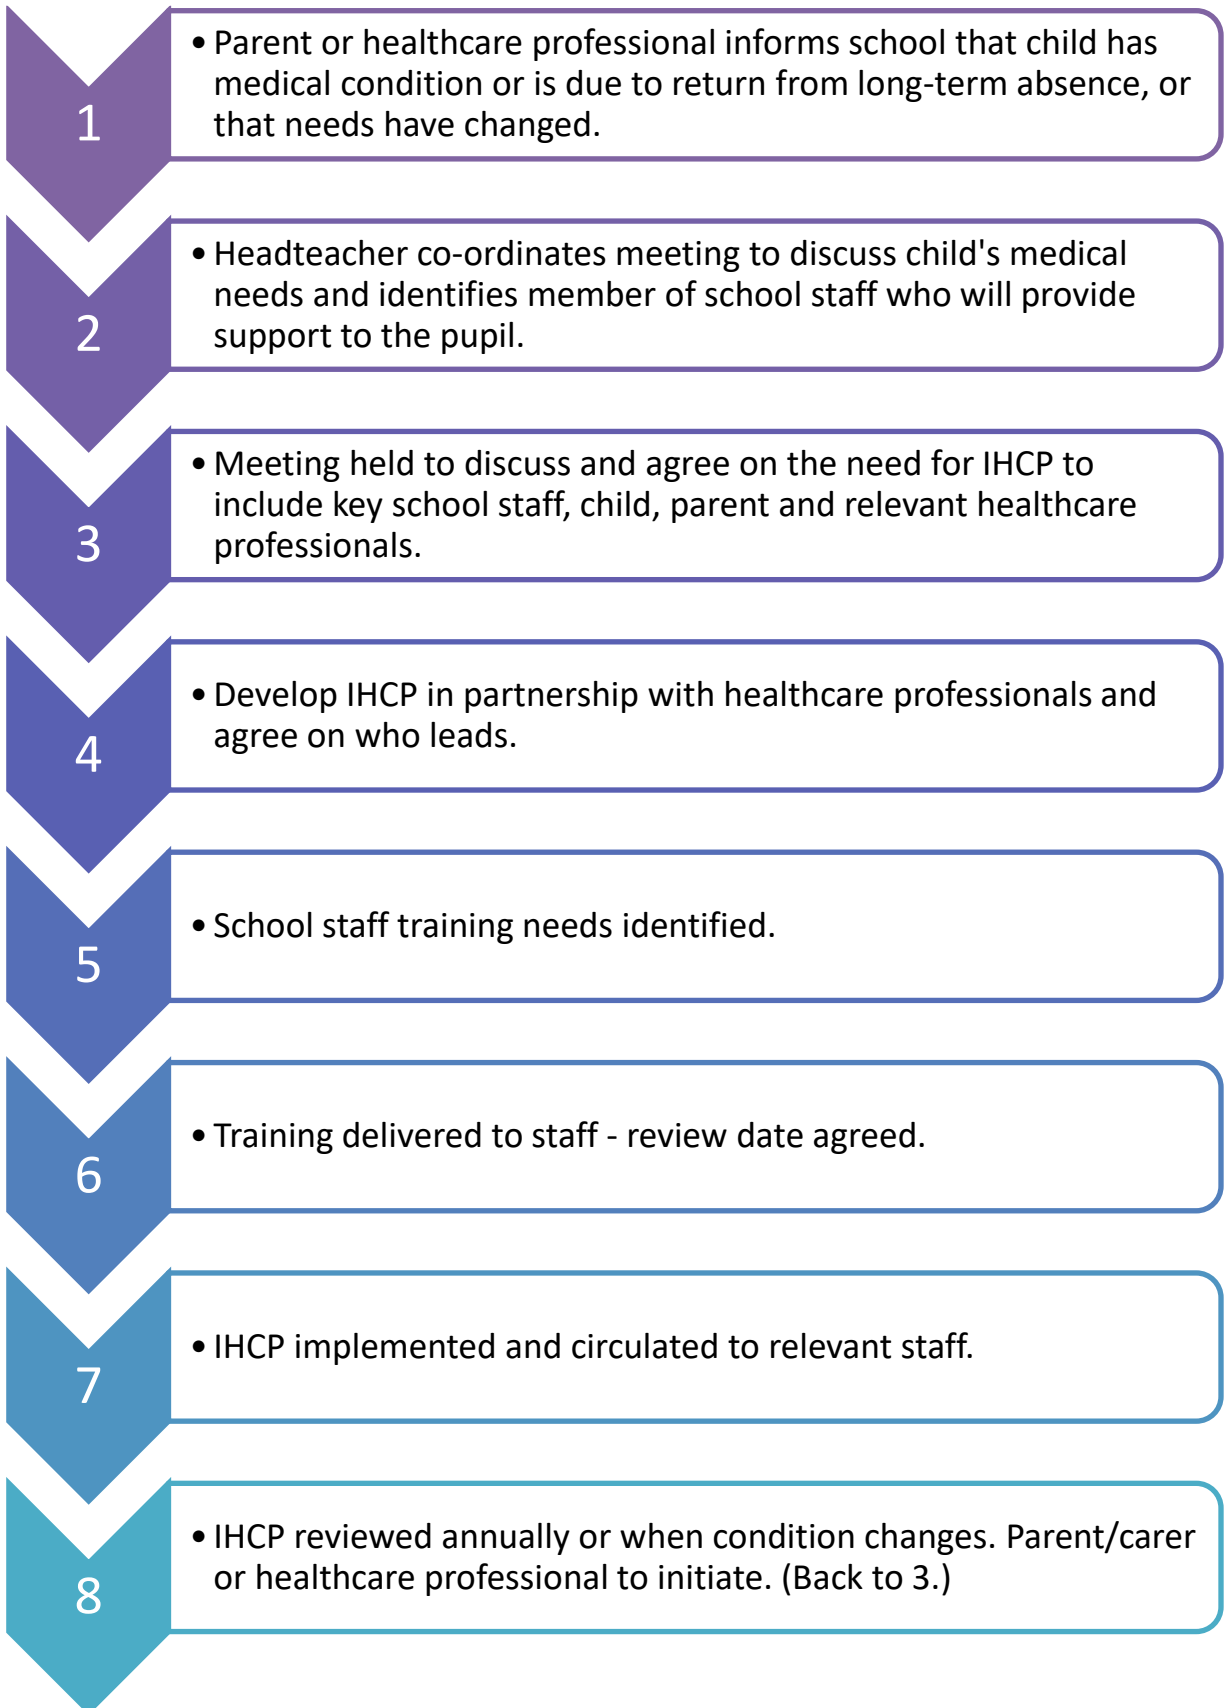 1
• Parent or healthcare professional informs school that child has
medical condition or is due to return from long-term absence, or
that needs have changed.
2
• Headteacher co-ordinates meeting to discuss child's medical
needs and identifies member of school staff who will provide
support to the pupil.
3
• Meeting held to discuss and agree on the need for IHCP to
include key school staff, child, parent and relevant healthcare
professionals.
4
• Develop IHCP in partnership with healthcare professionals and
agree on who leads.
5
• School staff training needs identified.
6
• Training delivered to staff - review date agreed.
7
• IHCP implemented and circulated to relevant staff.
8
• IHCP reviewed annually or when condition changes. Parent/carer
or healthcare professional to initiate. (Back to 3.)